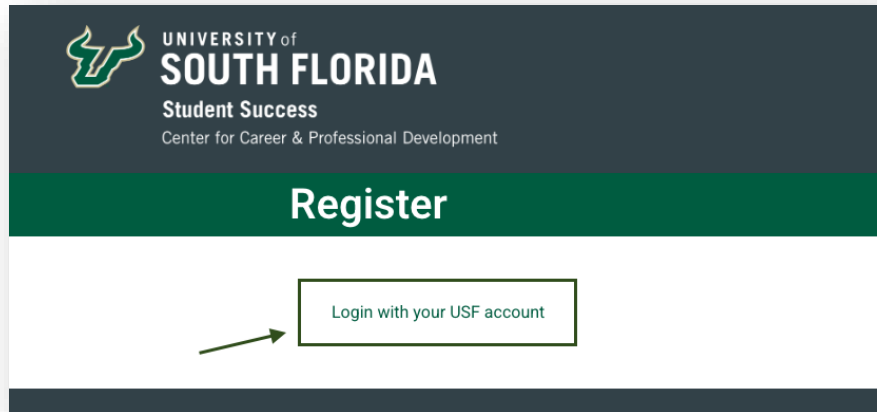 UNIVERSITY of
SOUTH FLORIDA
Student Success
Center for Career & Professional Development
Register
Login with your USF account